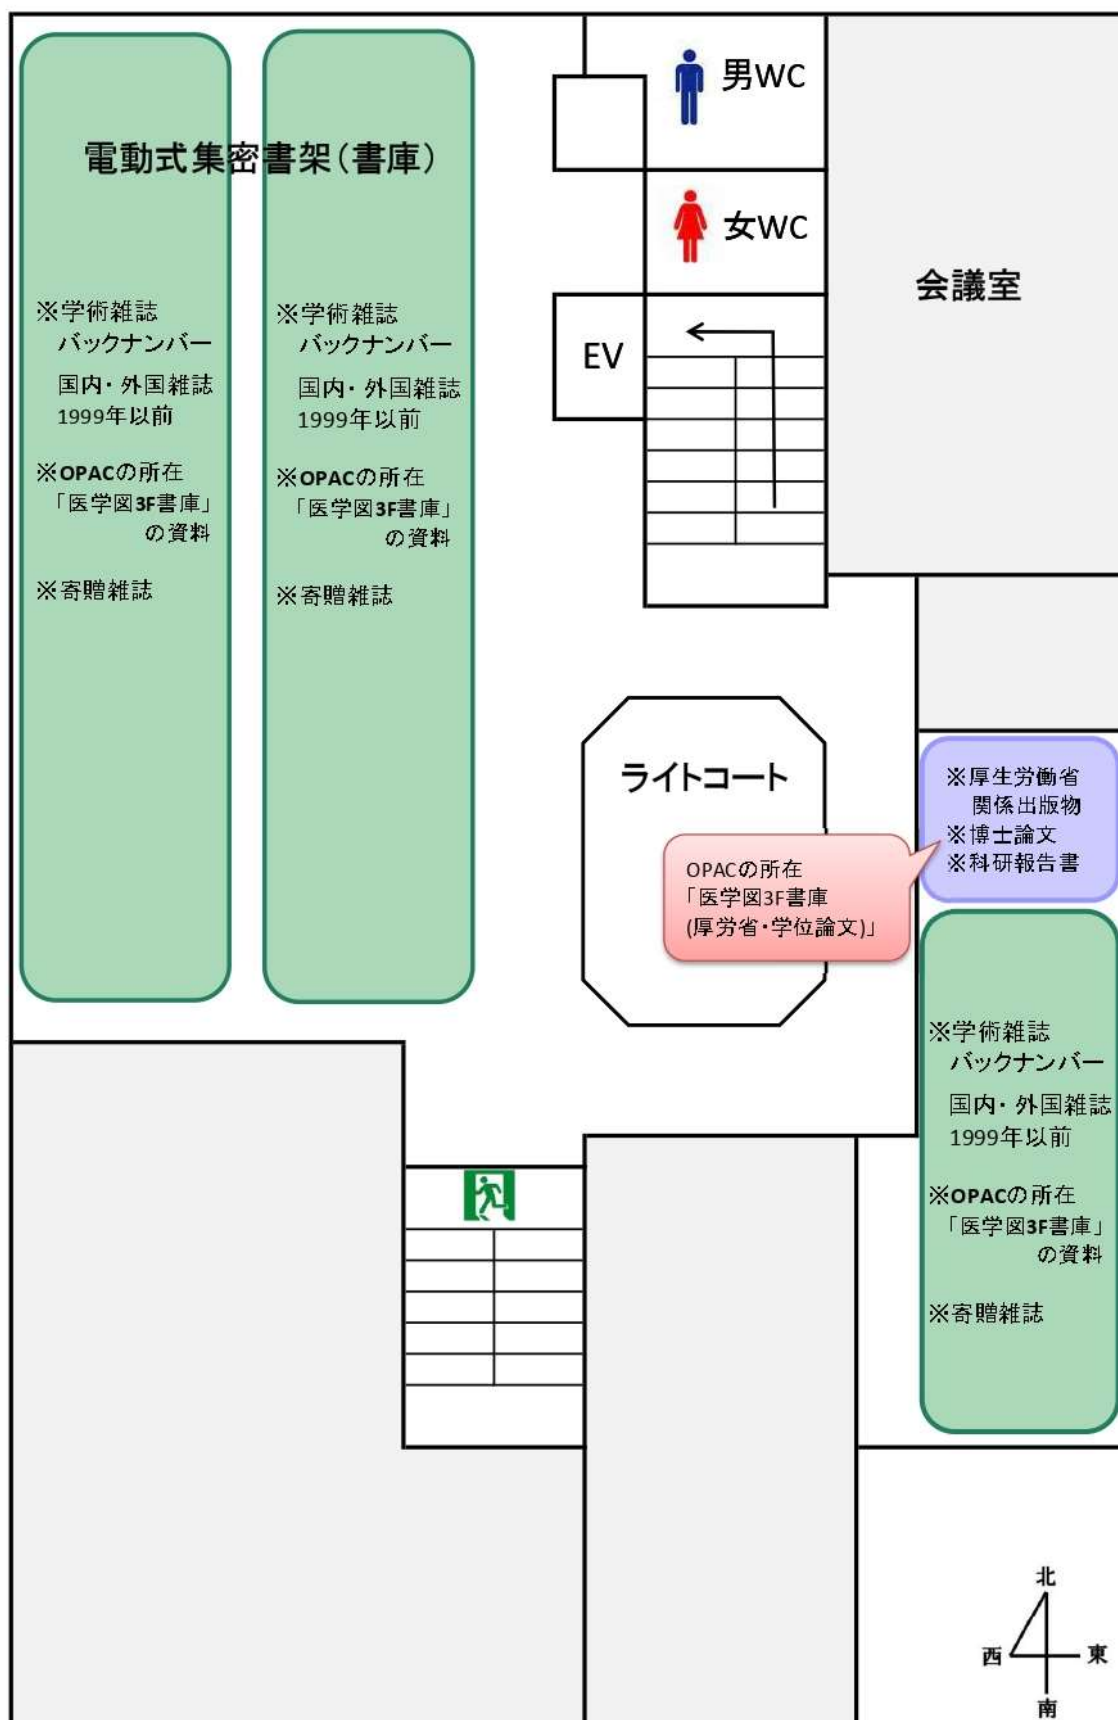 男WC
電動式集密書架(書庫)
女WC
会議室
※学術雑誌
バックナンバー
国内・外国雑誌
1999年以前
※OPACの所在
「医学図3F書庫」
の資料
※寄贈雑誌
※学術雑誌
バックナンバー
国内・外国雑誌
1999年以前
※OPACの所在
「医学図3F書庫」
の資料
※寄贈雑誌
EV
ライトコート
※厚生労働省
関係出版物
※博士論文
※科研報告書
OPACの所在
「医学図3F書庫
(厚労省・学位論文)」
※学術雑誌
バックナンバー
国内・外国雑誌
1999年以前
※OPACの所在
「医学図3F書庫」
の資料
※寄贈雑誌
北
西
東
南